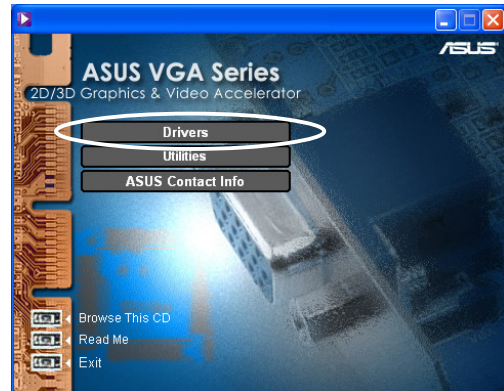 ASUS
ASUS VGA Series
2D/3D Graphics & Video Accelerator
Drivers
Utilities
ASUS Contact Info
Browse This CD
Read Me
Exit